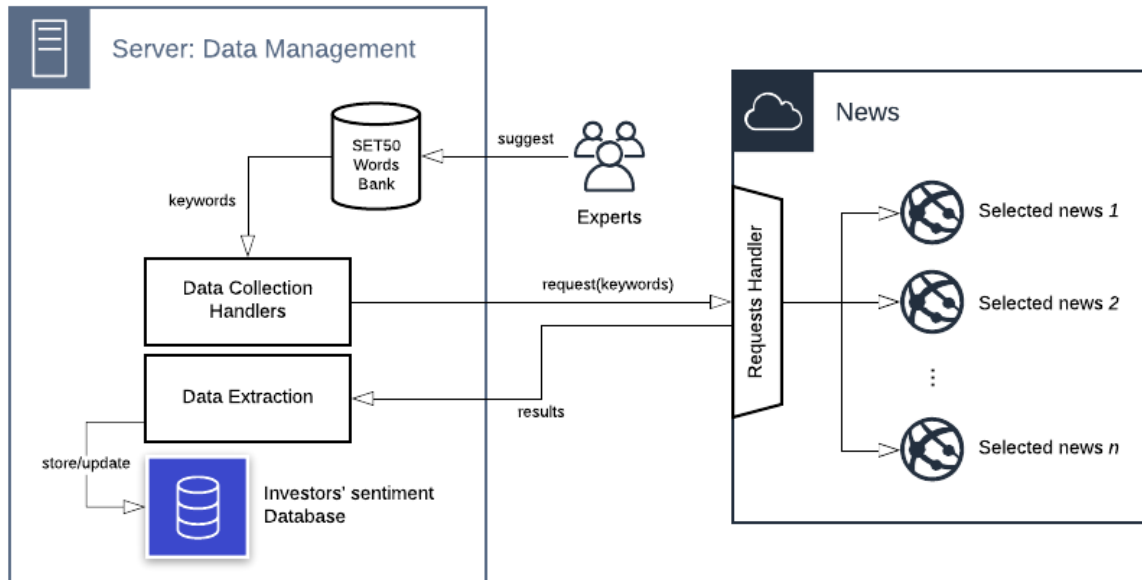 Server: Data Management
News
SET50
Words
Bank
suggest
Experts
keywords
Data Collection
Handlers
request(keywords)
Requests Handler
Selected news 1
Selected news 2
...
Selected news n
Data Extraction
results
store/update
Investors' sentiment
Database